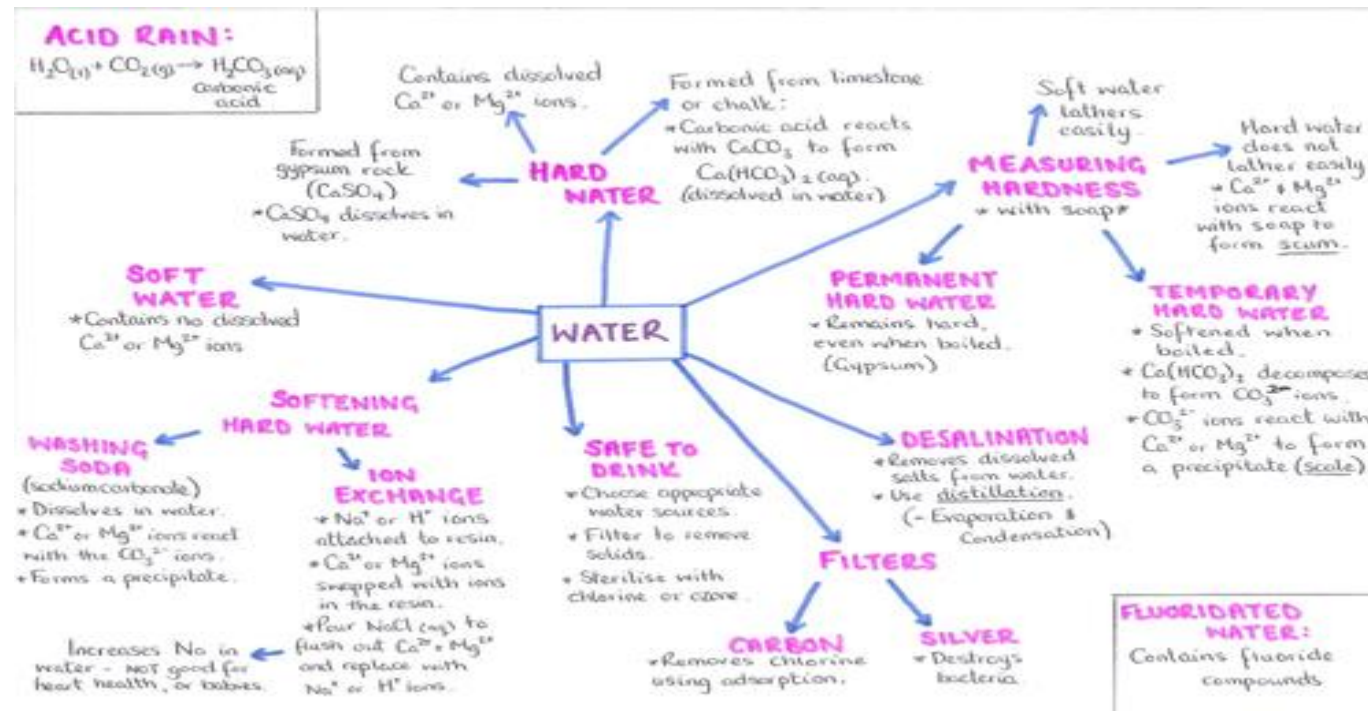 ACID RAIN:
H₂O(l) + CO₂(g) → H₂CO₃(aq)
Carbonic
acid
Contains dissolved
Ca²⁺ or Mg²⁺ ions.
Formed from limestone
or chalk:
*Carbonic acid reacts
with CaCO₃ to form
Ca(HCO₃)₂(aq).
(dissolved in water)
Formed from
gypsum rock
(CaSO₄)
*CaSO₄ dissolves in
water.
HARD
WATER
Soft water
lathers
easily.
MEASURING
HARDNESS
*with soap*
Hard water
does not
lather easily
*Ca²⁺ & Mg²⁺
ions react
with soap to
form scum.
SOFT
WATER
*Contains no dissolved
Ca²⁺ or Mg²⁺ ions
WATER
PERMANENT
HARD WATER
*Remains hard,
even when boiled.
(Gypsum)
TEMPORARY
HARD WATER
*Softened when
boiled.
*Ca(HCO₃)₂ decomposes
to form CO₃²⁻ ions.
*CO₃²⁻ ions react with
Ca²⁺ or Mg²⁺ to form
a precipitate (scale)
SOFTENING
HARD WATER
WASHING
SODA
(sodium carbonate)
*Dissolves in water.
*Ca²⁺ or Mg²⁺ ions react
with the CO₃²⁻ ions.
*Forms a precipitate.
ION
EXCHANGE
*Na⁺ or H⁺ ions
attached to resin.
*Ca²⁺ or Mg²⁺ ions
swapped with ions
in the resin.
*Pour NaCl(aq) to
flush out Ca²⁺ & Mg²⁺
and replace with
Na⁺ or H⁺ ions.
Increases Na in
water - NOT good for
heart health, or babies.
SAFE TO
DRINK
*Choose appropriate
water sources.
*Filter to remove
solids.
*Sterilise with
chlorine or ozone.
DESALINATION
*Removes dissolved
salts from water.
*Use distillation.
(- Evaporation &
Condensation)
FILTERS
CARBON
*Removes chlorine
using adsorption.
SILVER
*Destroys
bacteria
FLUORIDATED
WATER:
Contains fluoride
compounds